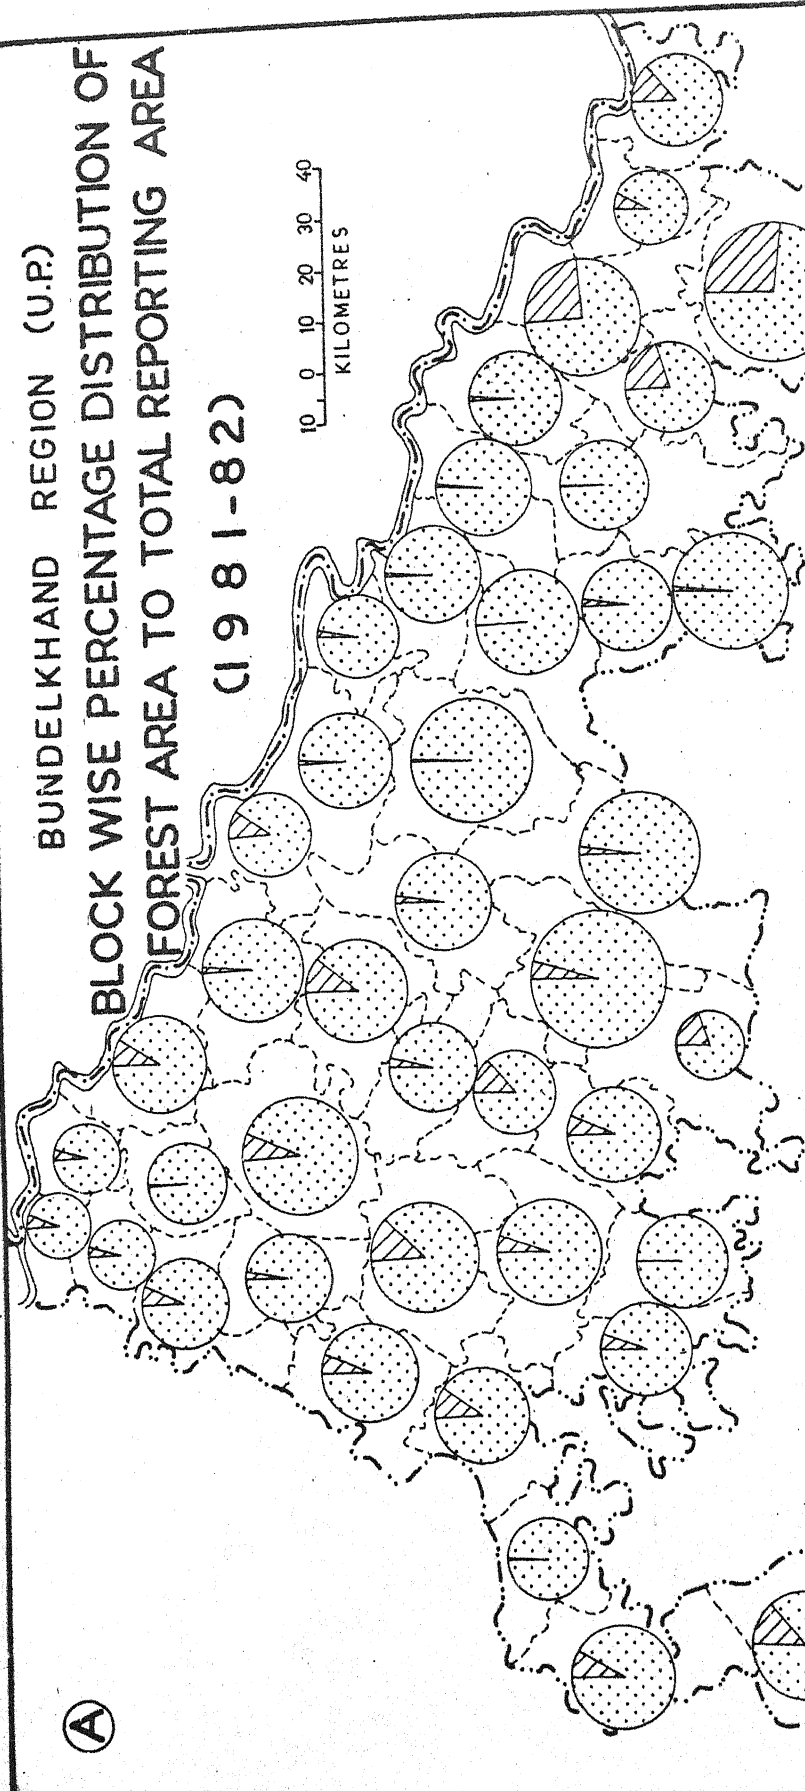 BUNDELKHAND REGION (U.P.)
BLOCK WISE PERCENTAGE DISTRIBUTION OF
FOREST AREA TO TOTAL REPORTING AREA
(1981-82)
10 0 10 20 30 40
KILOMETRES
A